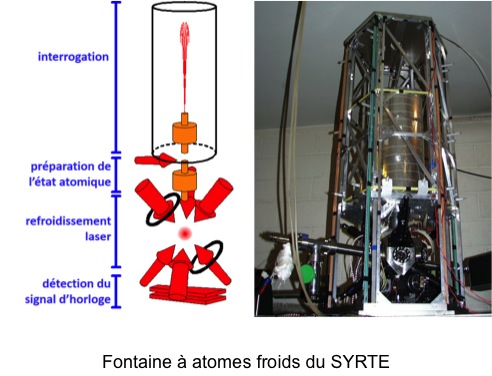 interrogation
préparation de
l'état atomique
refroidissement
laser
détection du
signal d'horloge
Fontaine à atomes froids du SYRTE